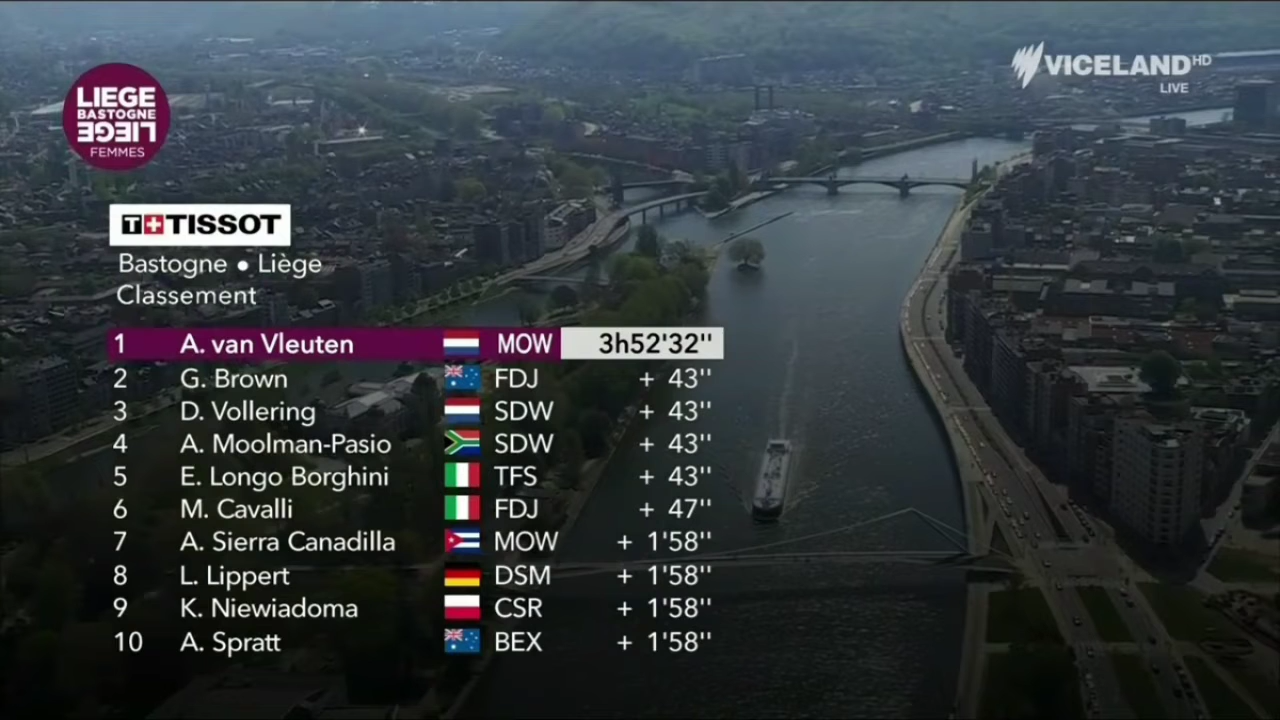 LIEGE
BASTOGNE
LIEGE
FEMMES
VICELAND HD
LIVE
T+TISSOT
Bastogne • Liège
Classement
1 A. van Vleuten MOW 3h52'32''
2 G. Brown FDJ + 43''
3 D. Vollering SDW + 43''
4 A. Moolman-Pasio SDW + 43''
5 E. Longo Borghini TFS + 43''
6 M. Cavalli FDJ + 47''
7 A. Sierra Canadilla MOW + 1'58''
8 L. Lippert DSM + 1'58''
9 K. Niewiadoma CSR + 1'58''
10 A. Spratt BEX + 1'58''